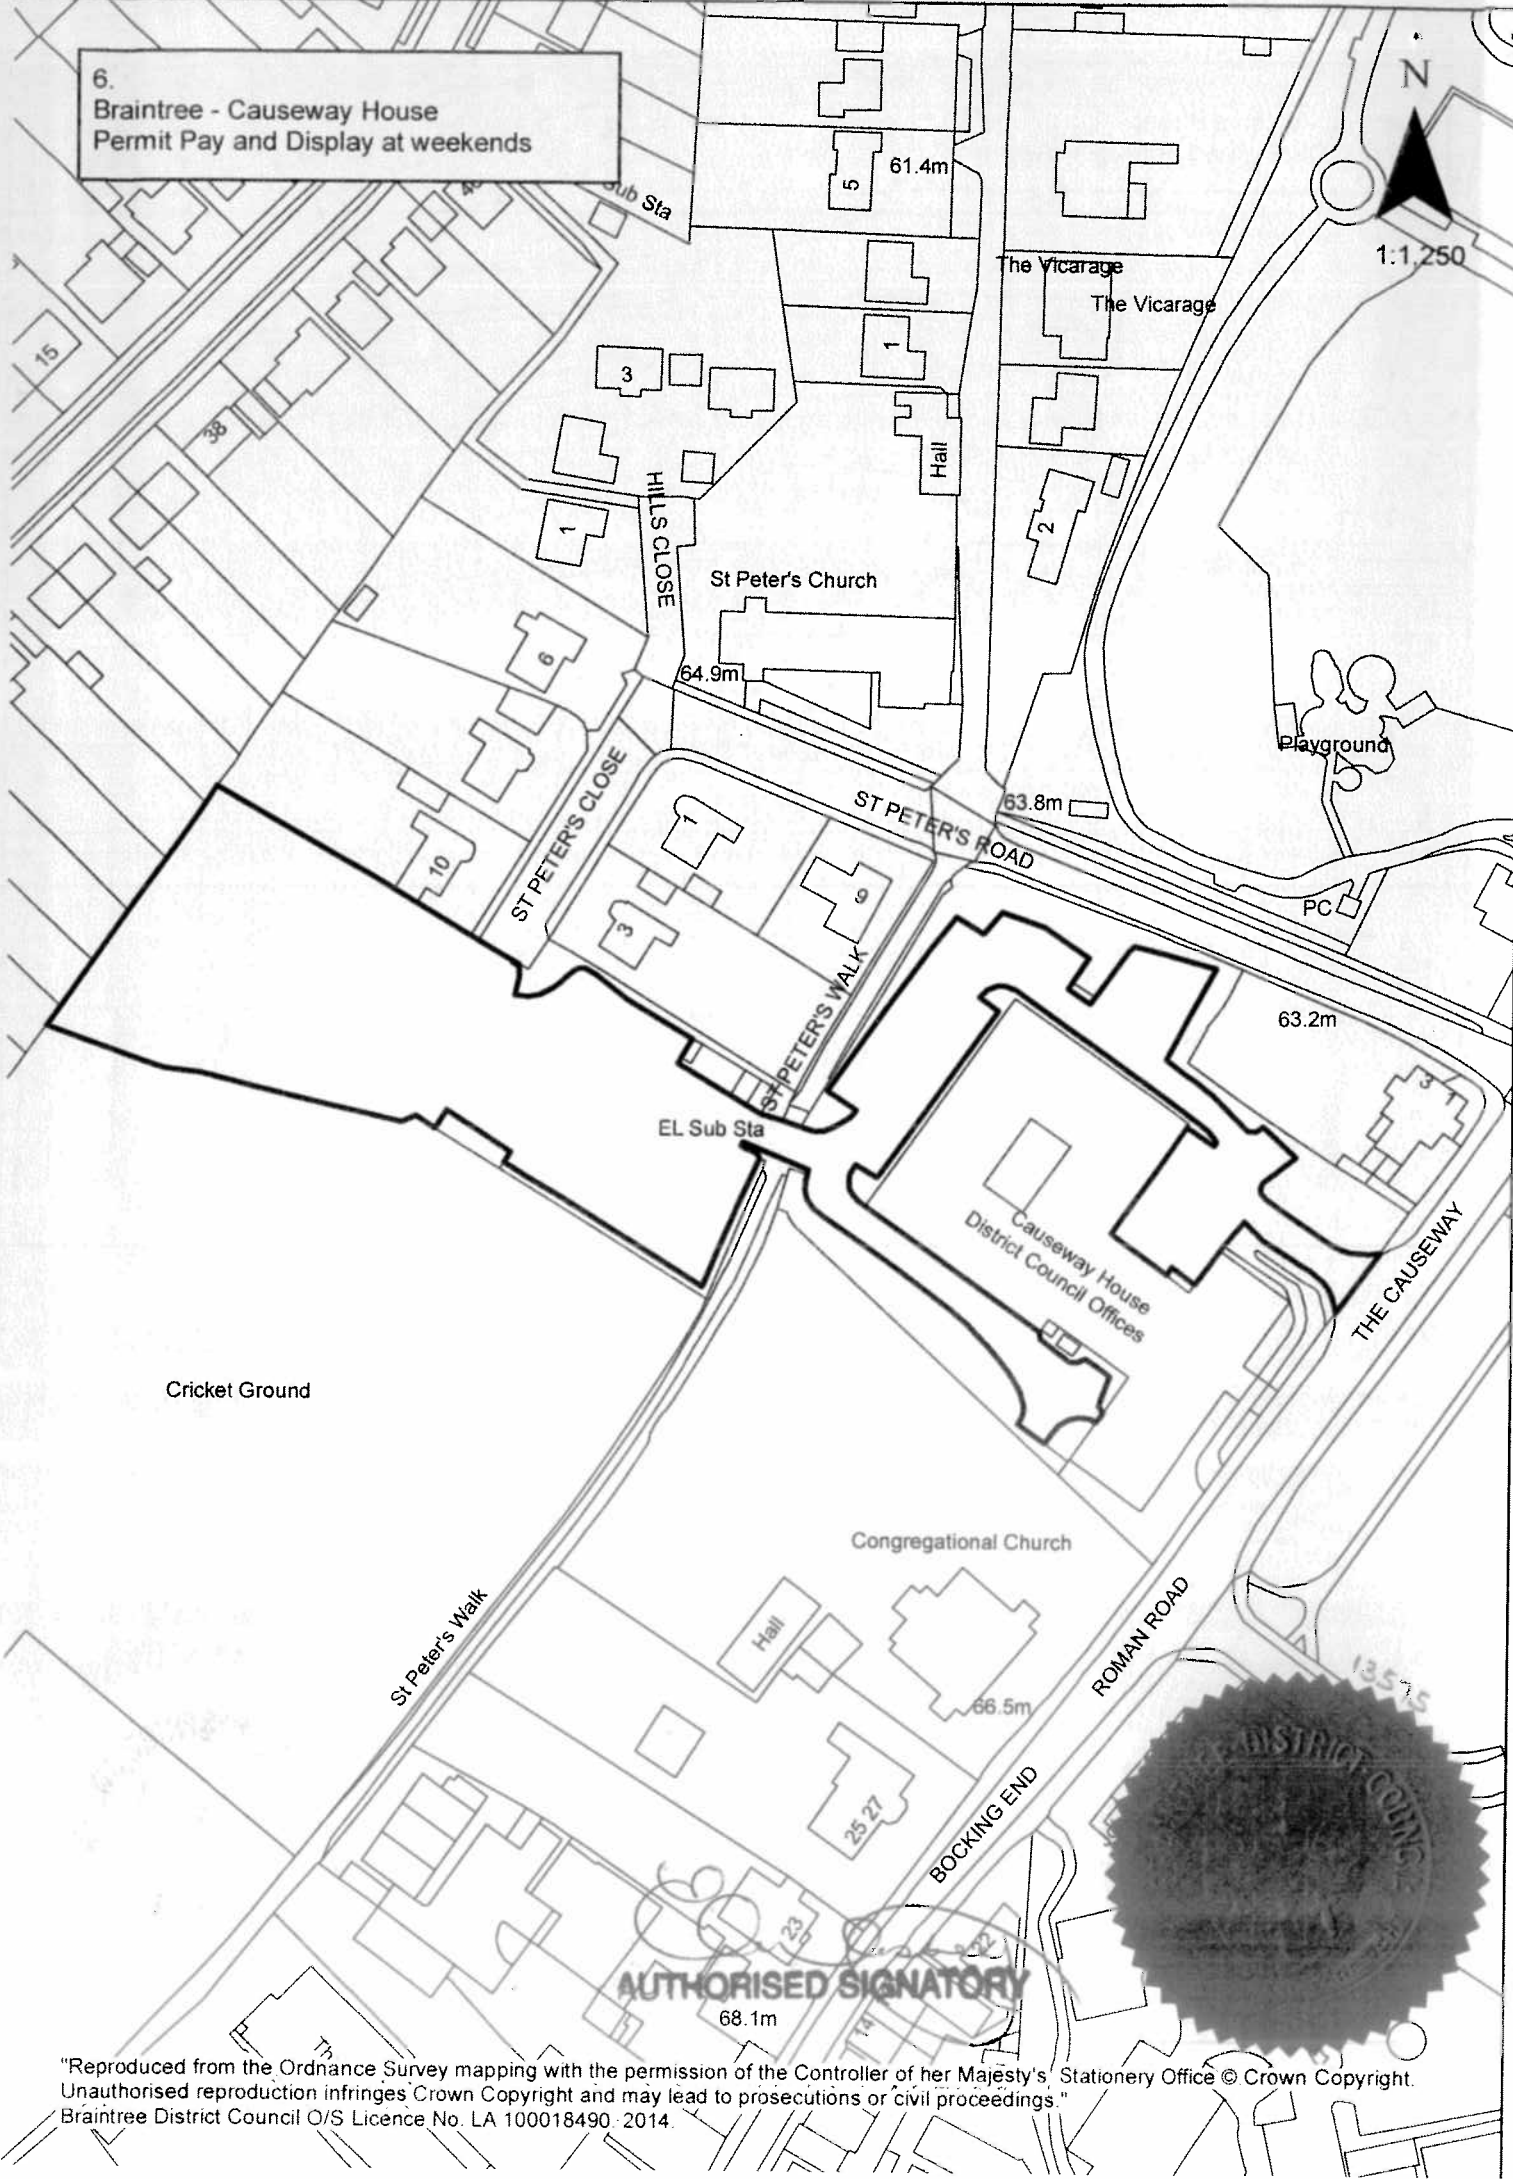 6.
Braintree - Causeway House
Permit Pay and Display at weekends
N
1:1,250
Sub Sta
61.4m
5
The Vicarage
The Vicarage
15
3
1
38
Hall
HILLS CLOSE
1
2
St Peter's Church
6
64.9m
Playground
ST PETER'S CLOSE
1
ST PETER'S ROAD
63.8m
10
9
3
PC
ST PETER'S WALK
63.2m
3
1
EL Sub Sta
Causeway House
District Council Offices
THE CAUSEWAY
Cricket Ground
Congregational Church
St Peter's Walk
Hall
ROMAN ROAD
66.5m
13575
DISTRICT COUNCIL
25 27
BOCKING END
23
AUTHORISED SIGNATORY
68.1m
"Reproduced from the Ordnance Survey mapping with the permission of the Controller of her Majesty's Stationery Office © Crown Copyright.
Unauthorised reproduction infringes Crown Copyright and may lead to prosecutions or civil proceedings."
Braintree District Council O/S Licence No. LA 100018490. 2014.